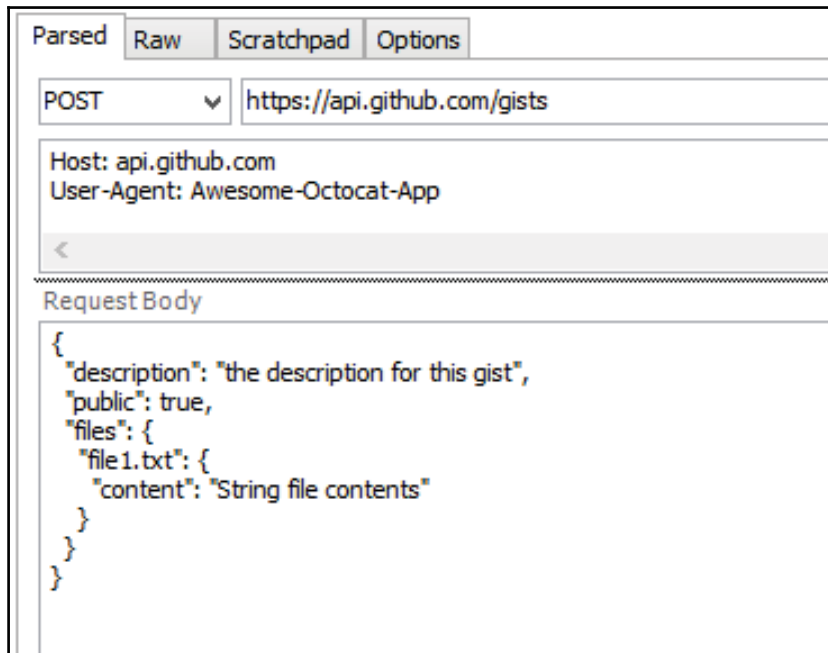 Parsed Raw Scratchpad Options
POST https://api.github.com/gists
Host: api.github.com
User-Agent: Awesome-Octocat-App
Request Body
{
"description": "the description for this gist",
"public": true,
"files": {
"file1.txt": {
"content": "String file contents"
}
}
}